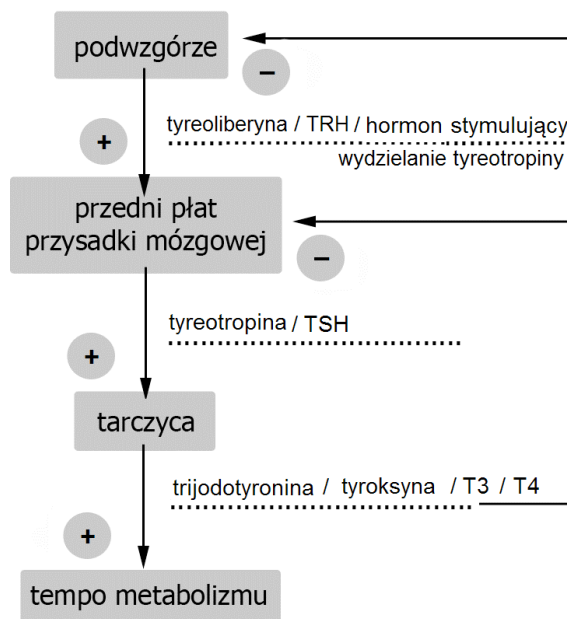 podwzgórze
–
tyreoliberyna / TRH / hormon stymulujący
+
wydzielanie tyreotropiny
przedni płat
przysadki mózgowej
–
tyreotropina / TSH
+
tarczyca
trijodotyronina / tyroksyna / T3 / T4
+
tempo metabolizmu